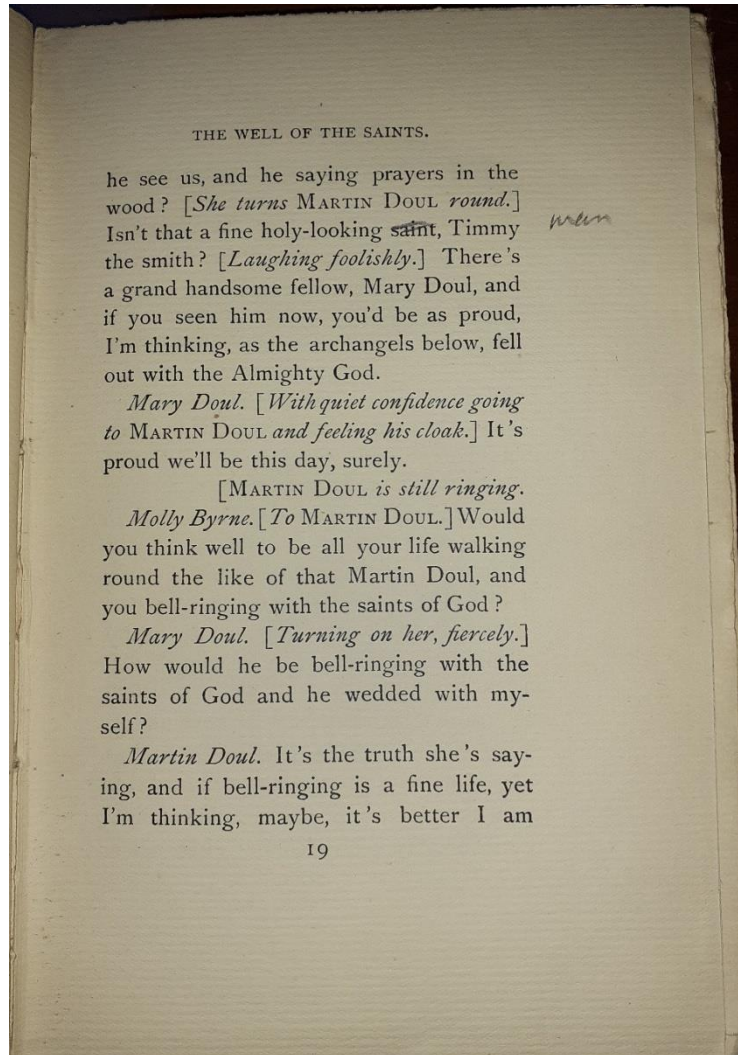 THE WELL OF THE SAINTS.
he see us, and he saying prayers in the
wood? [She turns MARTIN DOUL round.]
Isn't that a fine holy-looking saint, Timmy
man
the smith? [Laughing foolishly.] There's
a grand handsome fellow, Mary Doul, and
if you seen him now, you'd be as proud,
I'm thinking, as the archangels below, fell
out with the Almighty God.
Mary Doul. [With quiet confidence going
to MARTIN DOUL and feeling his cloak.] It's
proud we'll be this day, surely.
[MARTIN DOUL is still ringing.
Molly Byrne. [To MARTIN DOUL.] Would
you think well to be all your life walking
round the like of that Martin Doul, and
you bell-ringing with the saints of God?
Mary Doul. [Turning on her, fiercely.]
How would he be bell-ringing with the
saints of God and he wedded with my-
self?
Martin Doul. It's the truth she's say-
ing, and if bell-ringing is a fine life, yet
I'm thinking, maybe, it's better I am
19